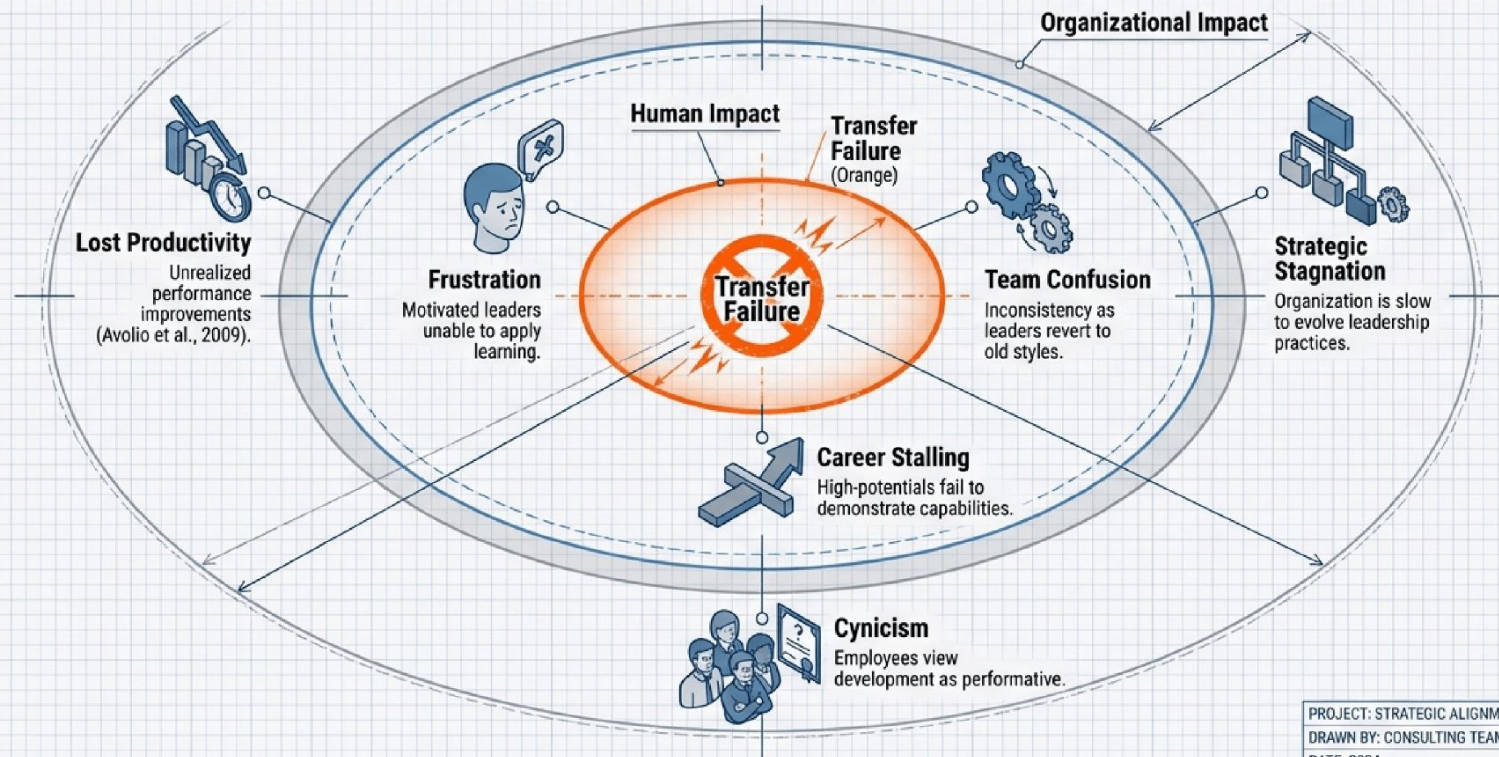 Organizational Impact
Human Impact
Transfer
Failure
(Orange)
Lost Productivity
Unrealized
performance
improvements
(Avolio et al., 2009).
Frustration
Motivated leaders
unable to apply
learning.
Transfer
Failure
Team Confusion
Inconsistency as
leaders revert to
old styles.
Strategic
Stagnation
Organization is slow
to evolve leadership
practices.
Career Stalling
High-potentials fail to
demonstrate capabilities.
?
Cynicism
Employees view
development as performative.
PROJECT: STRATEGIC ALIGNM
DRAWN BY: CONSULTING TEAM